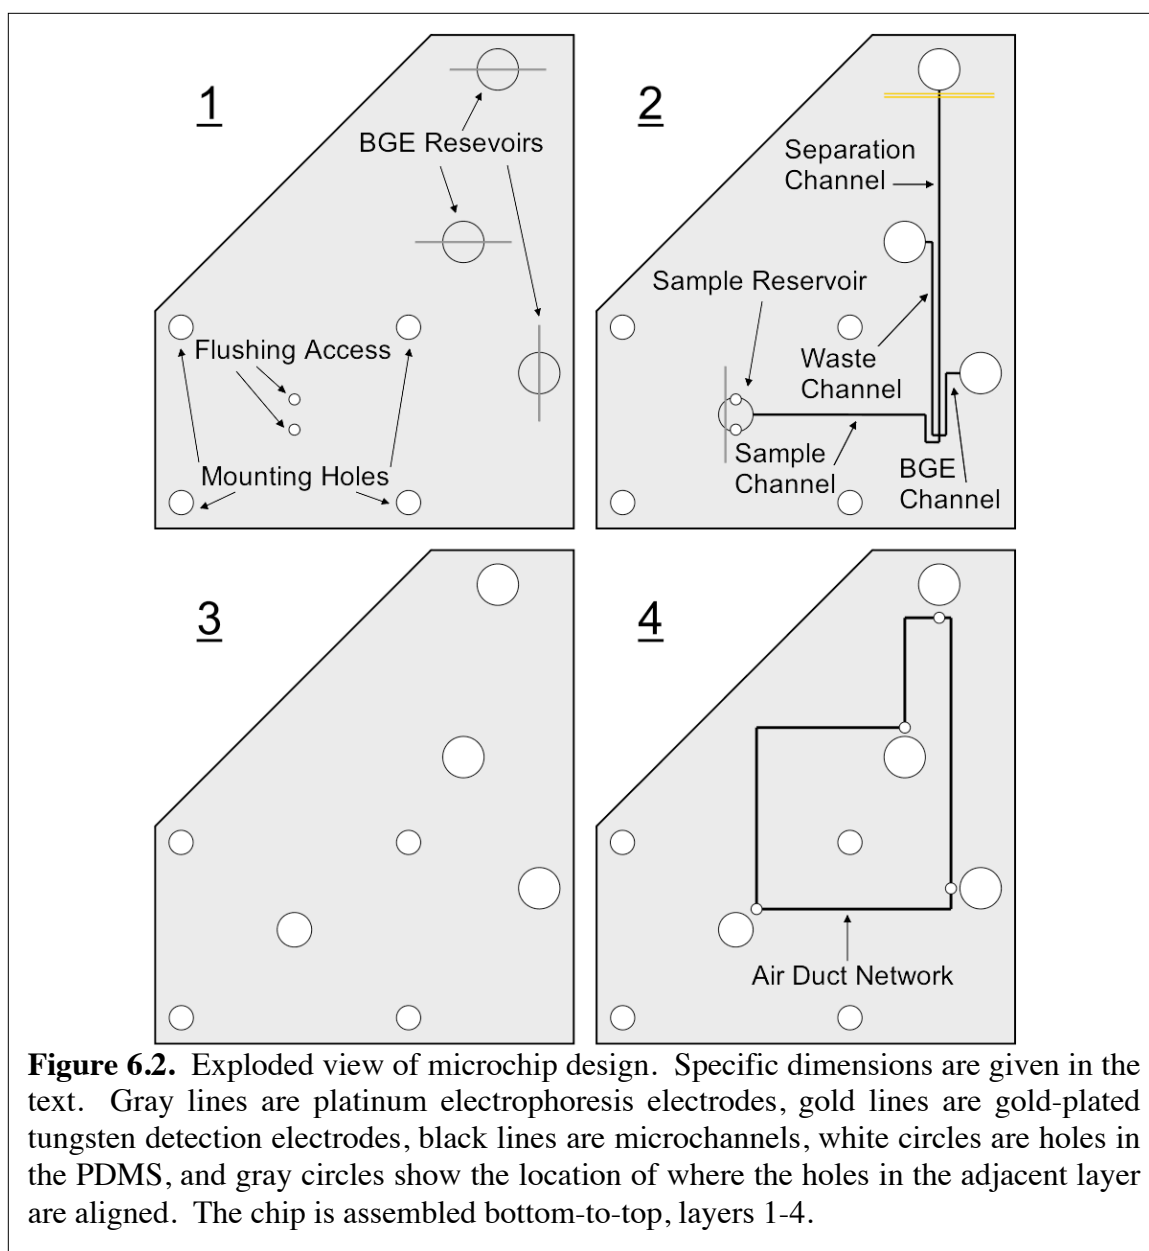 1
BGE Resevoirs
Flushing Access
Mounting Holes
2
Separation
Channel
Sample Reservoir
Waste
Channel
Sample
Channel
BGE
Channel
3
4
Air Duct Network
Figure 6.2. Exploded view of microchip design. Specific dimensions are given in the
text. Gray lines are platinum electrophoresis electrodes, gold lines are gold-plated
tungsten detection electrodes, black lines are microchannels, white circles are holes in
the PDMS, and gray circles show the location of where the holes in the adjacent layer
are aligned. The chip is assembled bottom-to-top, layers 1-4.